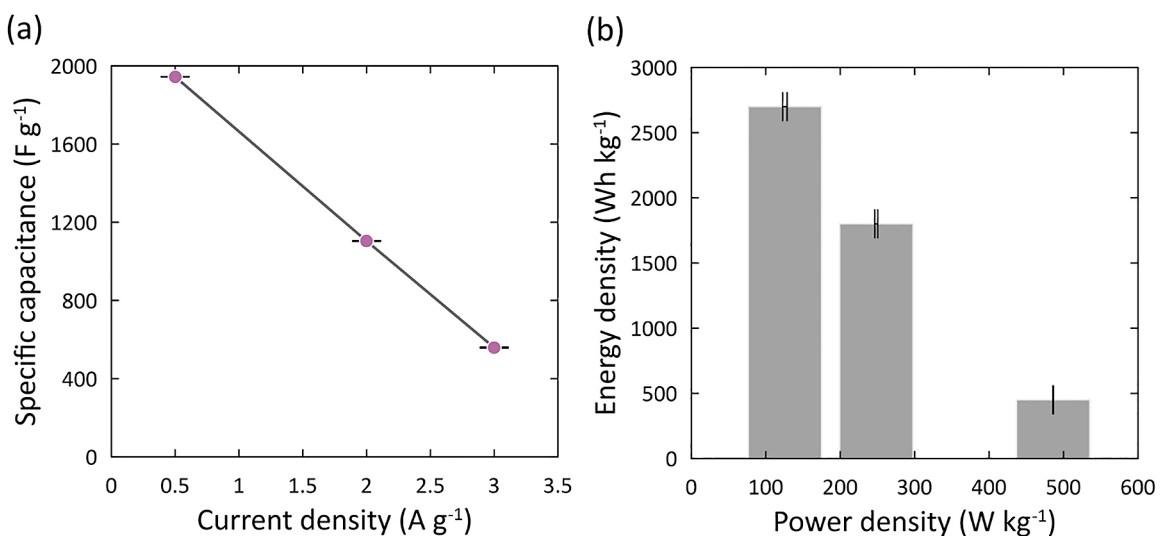 (a)
Specific capacitance (F g⁻¹)
2000
1600
1200
800
400
0
0 0.5 1 1.5 2 2.5 3 3.5
Current density (A g⁻¹)
(b)
Energy density (Wh kg⁻¹)
3000
2500
2000
1500
1000
500
0
0 100 200 300 400 500 600
Power density (W kg⁻¹)